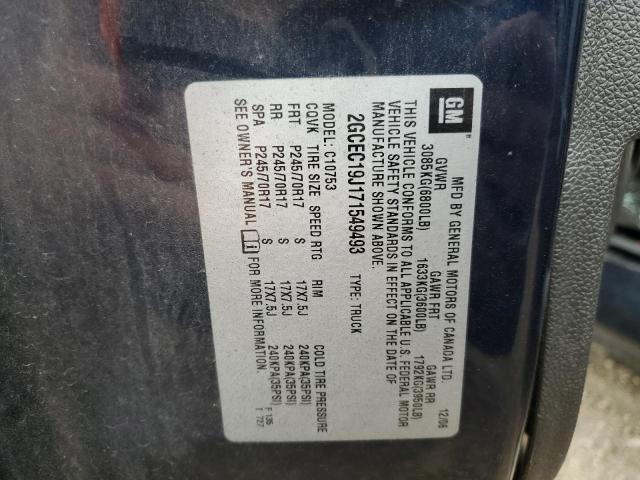 GM
MFD BY GENERAL MOTORS OF CANADA LTD. 12/06
GVWR GAWR FRT GAWR RR
3085KG(6800LB) 1633KG(3600LB) 1792KG(3950LB)
THIS VEHICLE CONFORMS TO ALL APPLICABLE U.S. FEDERAL MOTOR
VEHICLE SAFETY STANDARDS IN EFFECT ON THE DATE OF
MANUFACTURE SHOWN ABOVE.
2GCEC19J171549493 TYPE: TRUCK
MODEL: C10753
CQVK TIRE SIZE SPEED RTG RIM COLD TIRE PRESSURE
FRT P245/70R17 S 17X7.5J 240KPA(35PSI)
RR P245/70R17 S 17X7.5J 240KPA(35PSI)
SPA P245/70R17 S 17X7.5J 240KPA(35PSI)
SEE OWNER'S MANUAL i FOR MORE INFORMATION. F 135
T 727